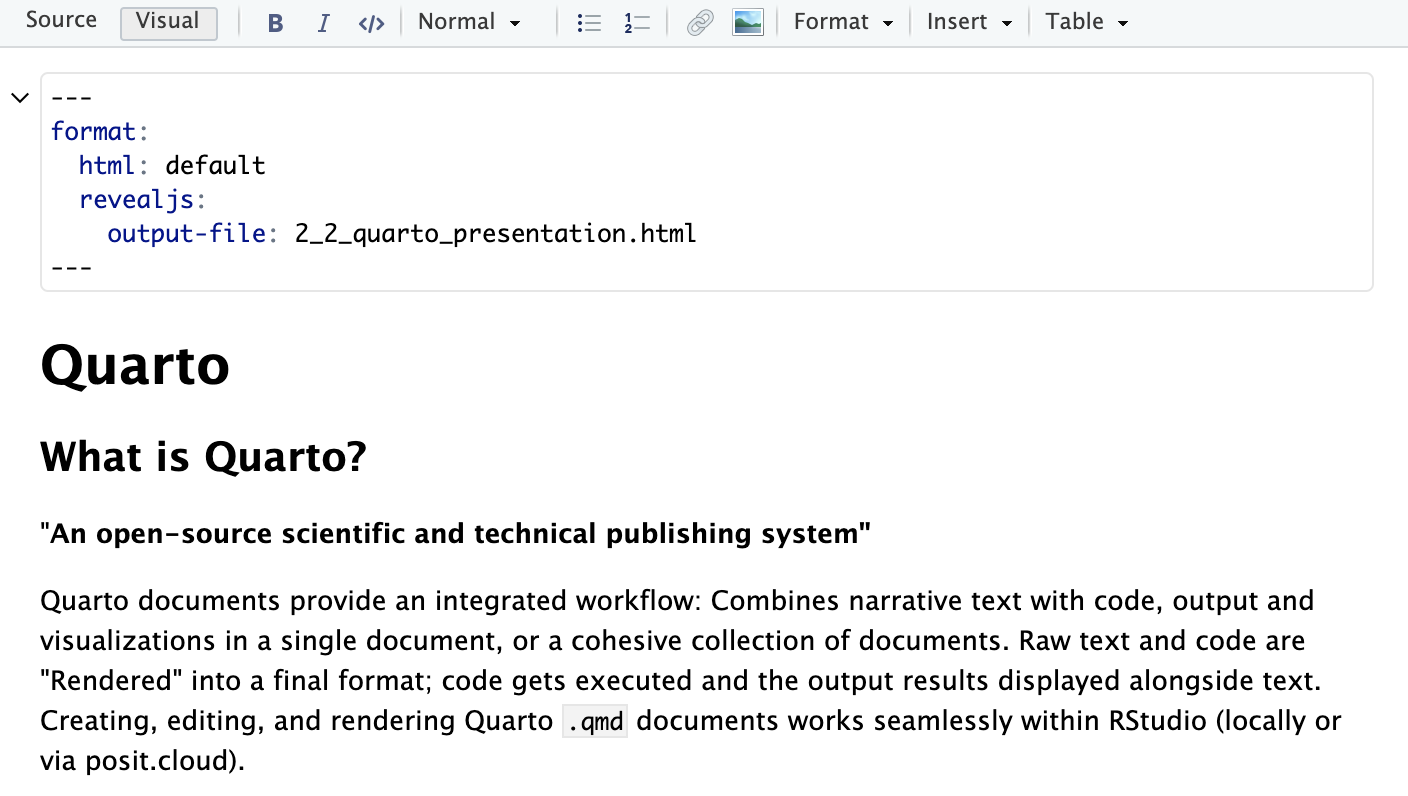 Source Visual B I </> Normal Format Insert Table
---
format:
  html: default
  revealjs:
    output-file: 2_2_quarto_presentation.html
---
Quarto
What is Quarto?
"An open-source scientific and technical publishing system"
Quarto documents provide an integrated workflow: Combines narrative text with code, output and
visualizations in a single document, or a cohesive collection of documents. Raw text and code are
"Rendered" into a final format; code gets executed and the output results displayed alongside text.
Creating, editing, and rendering Quarto .qmd documents works seamlessly within RStudio (locally or
via posit.cloud).